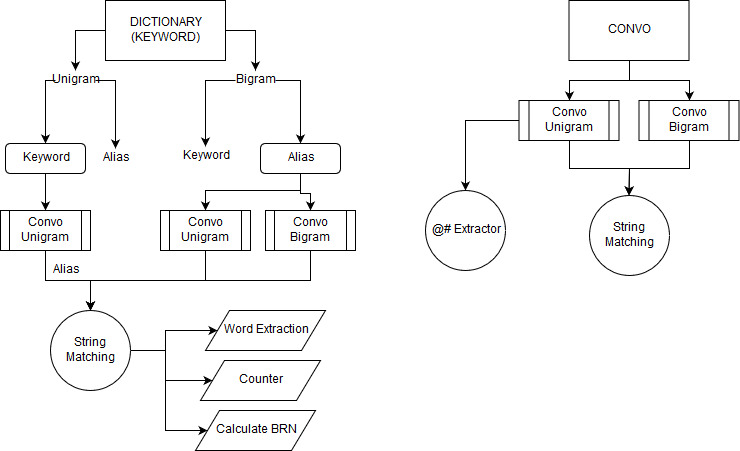 DICTIONARY
(KEYWORD)
CONVO
Unigram
Bigram
Convo
Unigram
Convo
Bigram
Keyword
Alias
Keyword
Alias
Convo
Unigram
Convo
Unigram
Convo
Bigram
@# Extractor
String
Matching
Alias
String
Matching
Word Extraction
Counter
Calculate BRN